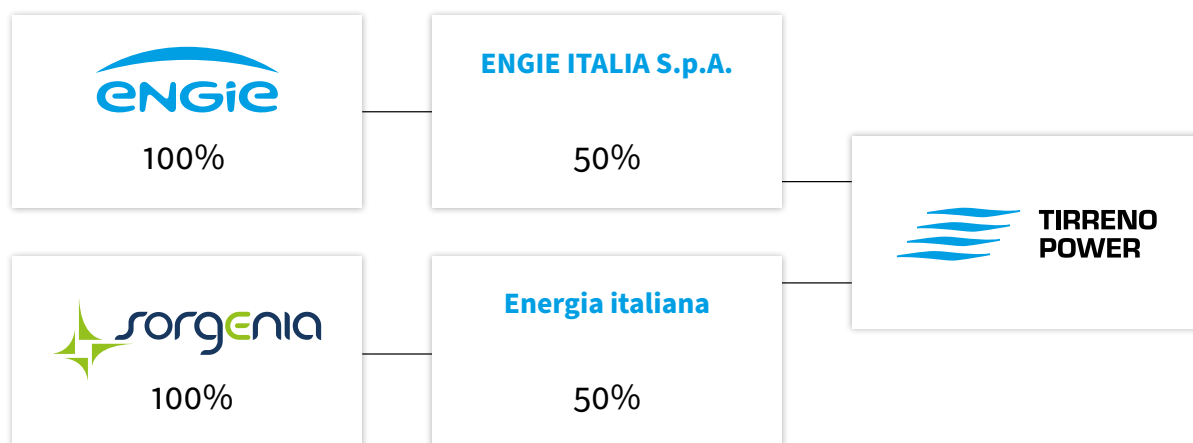 ENGIE
100%
ENGIE ITALIA S.p.A.
50%
TIRRENO
POWER
sorgenia
100%
Energia italiana
50%